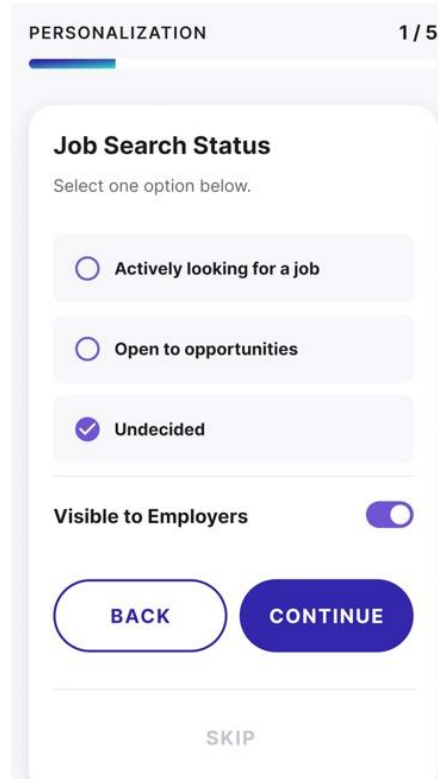 PERSONALIZATION 1 / 5
Job Search Status
Select one option below.
Actively looking for a job
Open to opportunities
Undecided
Visible to Employers
BACK CONTINUE
SKIP